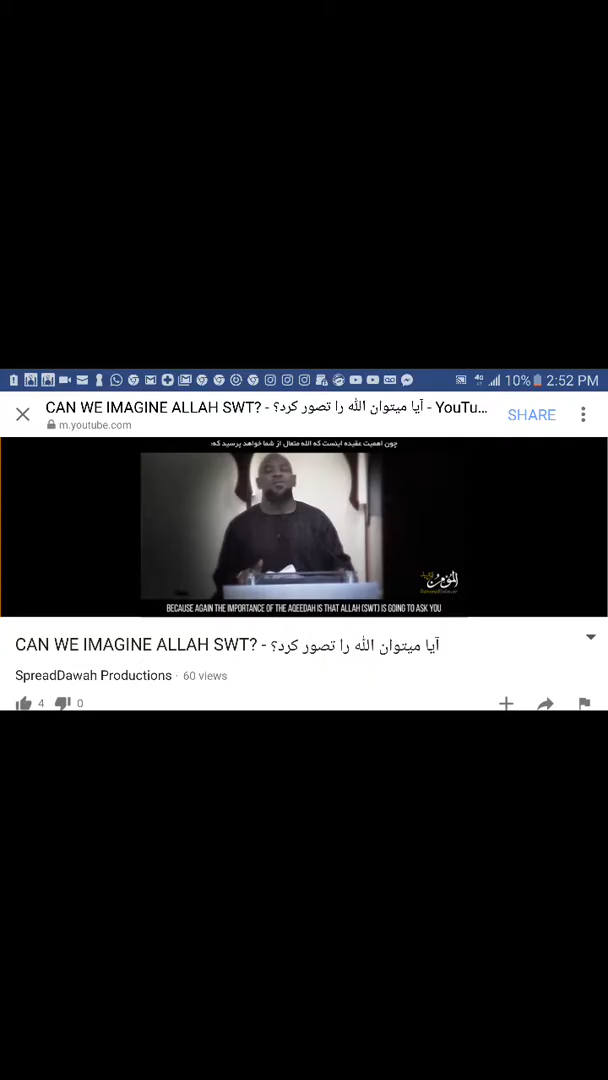 10% 2:52 PM
CAN WE IMAGINE ALLAH SWT? - آیا میتوان الله را تصور کرد؟ - YouTu...
SHARE
m.youtube.com
چون اهمیت عقیده اینست که الله متعال از شما خواهد پرسید که:
BECAUSE AGAIN THE IMPORTANCE OF THE AQEEDAH IS THAT ALLAH (SWT) IS GOING TO ASK YOU
CAN WE IMAGINE ALLAH SWT? - آیا میتوان الله را تصور کرد؟
SpreadDawah Productions · 60 views
4 0